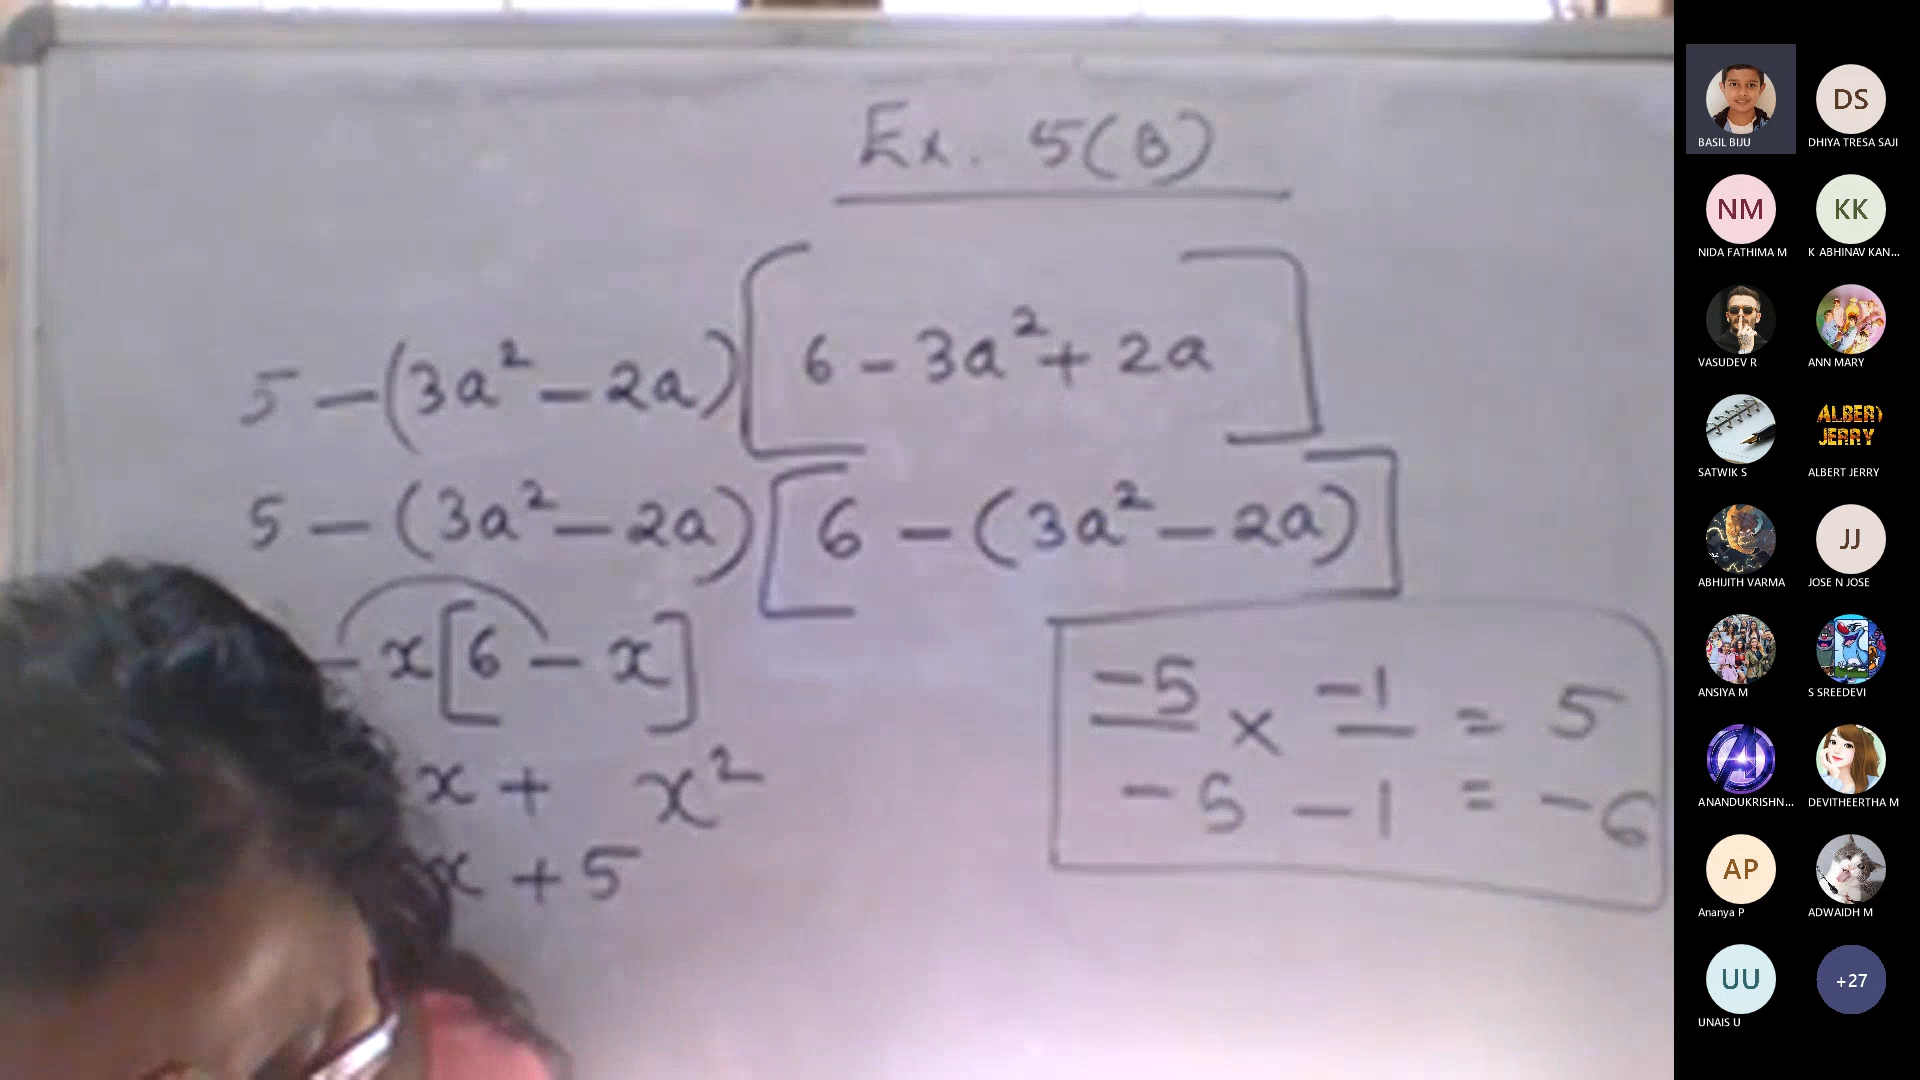 Ex. 5(B)
5 - (3a² - 2a) [6 - 3a² + 2a]
5 - (3a² - 2a) [6 - (3a² - 2a)]
- x [6 - x]
x + x²
x + 5
-5 × -1 = 5
-5 - 1 = -6
BASIL BIJU
DS
DHIYA TRESA SAJI
NM
NIDA FATHIMA M
KK
K ABHINAV KAN...
VASUDEV R
ANN MARY
SATWIK S
ALBERT
JERRY
ALBERT JERRY
ABHIJITH VARMA
JJ
JOSE N JOSE
ANSIYA M
S SREEDEVI
ANANDUKRISHN...
DEVITHEERTHA M
AP
Ananya P
ADWAIDH M
UU
UNAIS U
+27